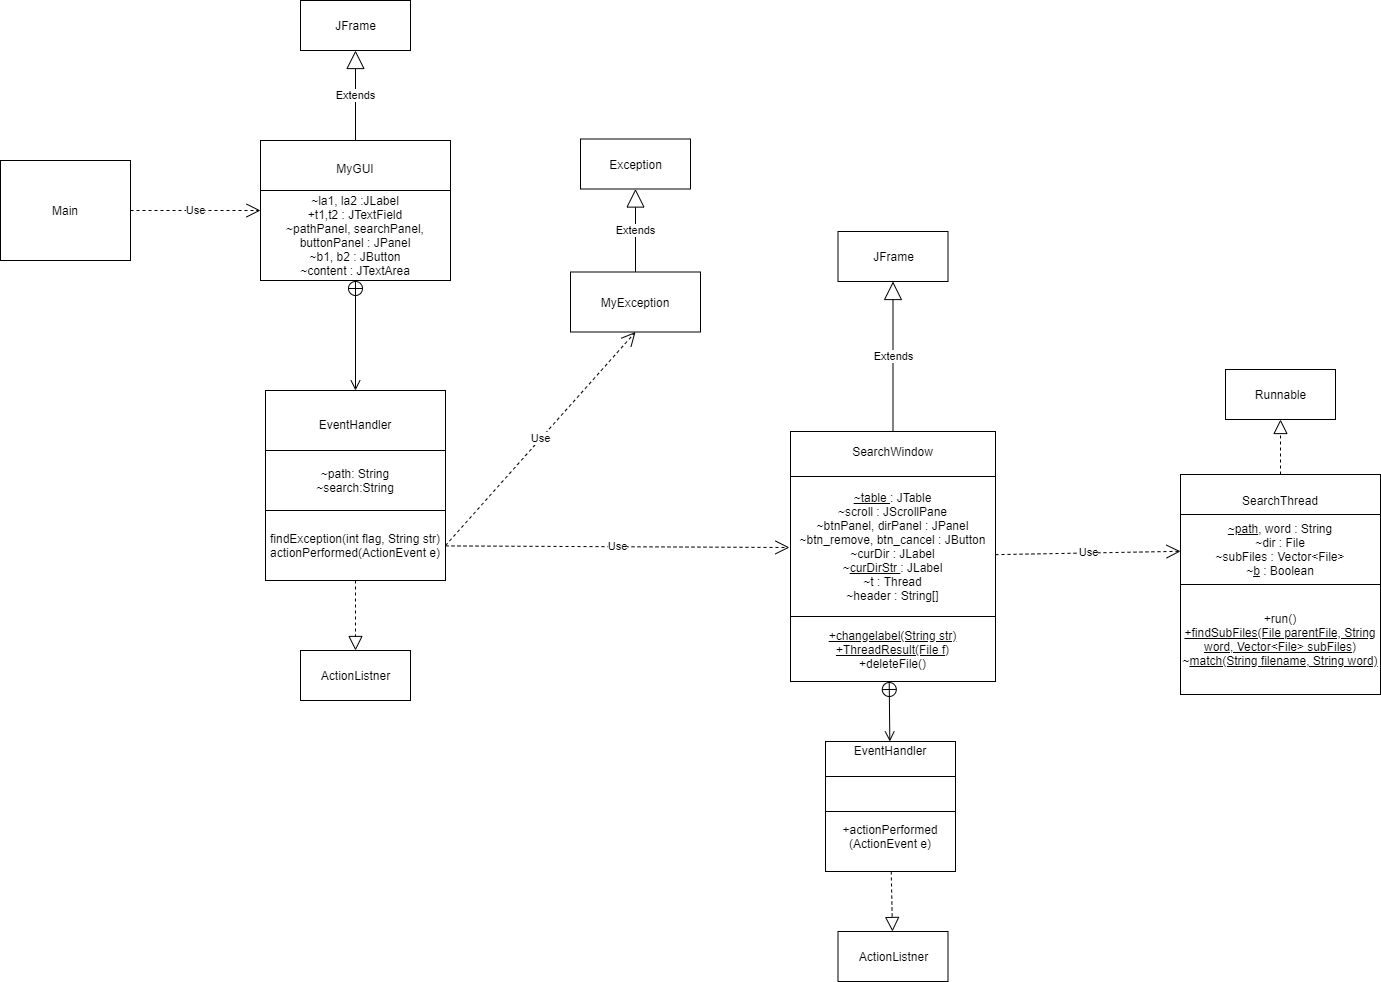 JFrame
Extends
MyGUI
~la1, la2 :JLabel
+t1,t2 : JTextField
~pathPanel, searchPanel,
buttonPanel : JPanel
~b1, b2 : JButton
~content : JTextArea
Main
Use
Exception
Extends
MyException
EventHandler
~path: String
~search:String
findException(int flag, String str)
actionPerformed(ActionEvent e)
Use
Use
ActionListner
JFrame
Extends
SearchWindow
~table : JTable
~scroll : JScrollPane
~btnPanel, dirPanel : JPanel
~btn_remove, btn_cancel : JButton
~curDir : JLabel
~curDirStr : JLabel
~t : Thread
~header : String[]
+changelabel(String str)
+ThreadResult(File f)
+deleteFile()
Use
EventHandler
+actionPerformed
(ActionEvent e)
ActionListner
Runnable
SearchThread
~path, word : String
~dir : File
~subFiles : Vector<File>
~b : Boolean
+run()
+findSubFiles(File parentFile, String
word, Vector<File> subFiles)
~match(String filename, String word)